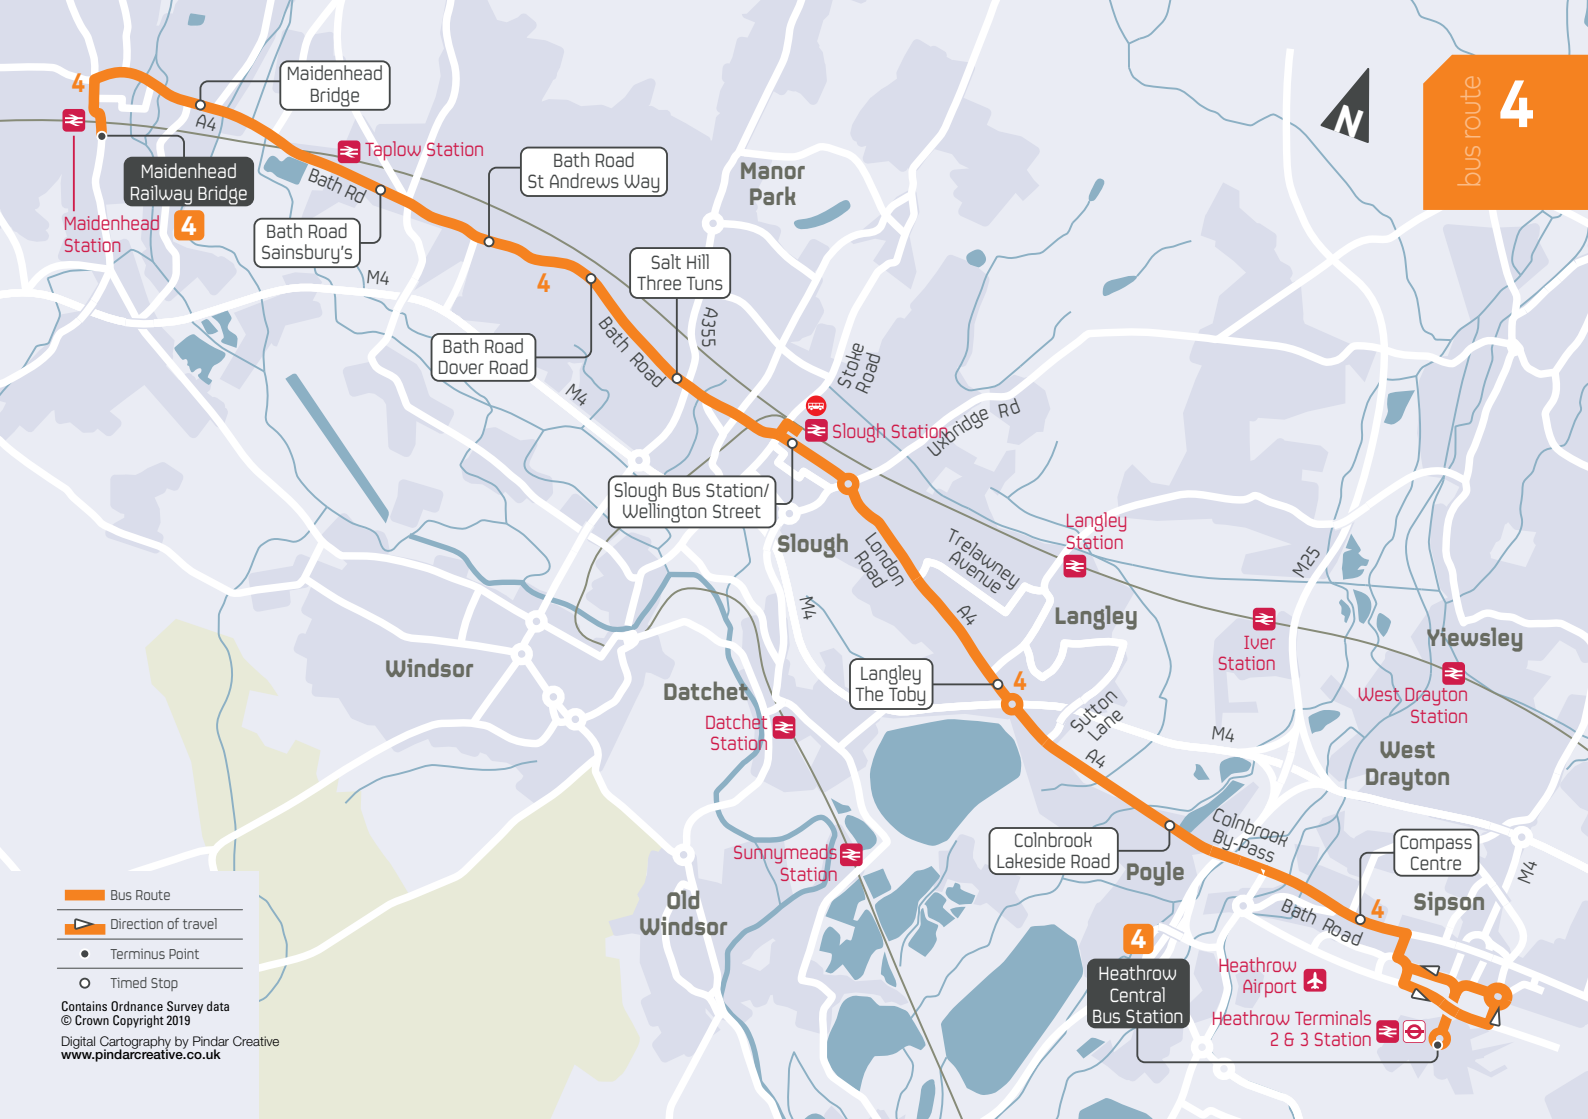 bus route
4
N
4
Maidenhead
Bridge
A4
Taplow Station
Maidenhead
Railway Bridge
4
Maidenhead
Station
Bath Rd
Bath Road
Sainsbury's
M4
Bath Road
St Andrews Way
4
Manor
Park
Salt Hill
Three Tuns
A355
Bath Road
Dover Road
Bath Road
M4
Stoke
Road
Uxbridge Rd
Slough Station
Slough Bus Station/
Wellington Street
Slough
London
Road
Trelawney
Avenue
Langley
Station
M25
A4
M4
Langley
Iver
Station
Yiewsley
West Drayton
Station
Windsor
Datchet
Datchet
Station
Langley
The Toby
4
Sutton
Lane
A4
M4
West
Drayton
Sunnymeads
Station
Colnbrook
Lakeside Road
Colnbrook
By-Pass
Poyle
Compass
Centre
M4
Sipson
Old
Windsor
4
Bath Road
4
Heathrow
Central
Bus Station
Heathrow
Airport
Heathrow Terminals
2 & 3 Station
Bus Route
Direction of travel
Terminus Point
Timed Stop
Contains Ordnance Survey data
© Crown Copyright 2019
Digital Cartography by Pindar Creative
www.pindarcreative.co.uk